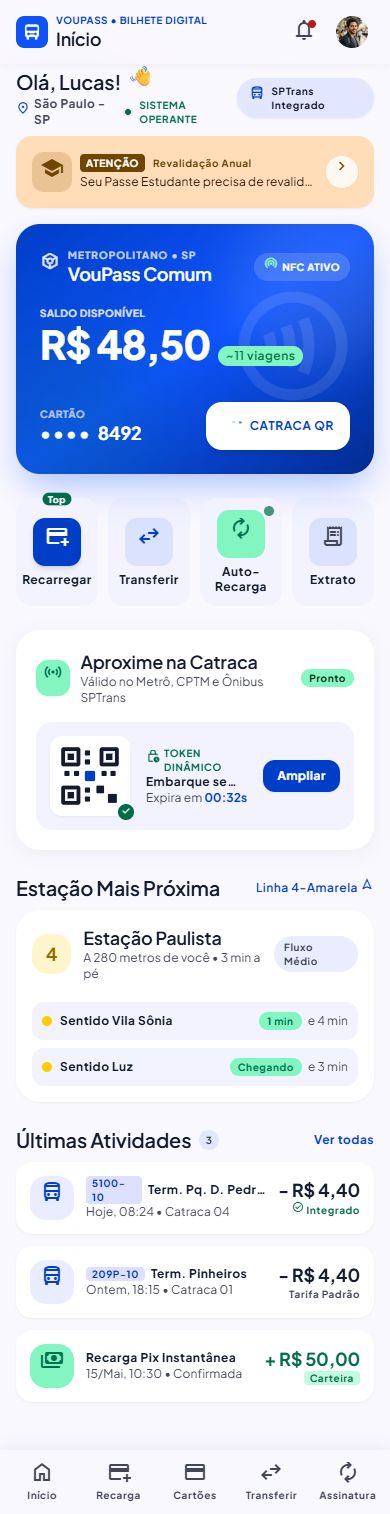 VOUPASS • BILHETE DIGITAL
Início
Olá, Lucas! 👋
São Paulo –
SP
SISTEMA
OPERANTE
SPTrans
Integrado
ATENÇÃO Revalidação Anual
Seu Passe Estudante precisa de revalid...
METROPOLITANO • SP
VouPass Comum
NFC ATIVO
SALDO DISPONÍVEL
R$ 48,50 ~11 viagens
CARTÃO
•••• 8492
CATRACA QR
Top
Recarregar
Transferir
Auto-
Recarga
Extrato
Aproxime na Catraca
Válido no Metrô, CPTM e Ônibus
SPTrans
Pronto
TOKEN
DINÂMICO
Embarque se...
Expira em 00:32s
Ampliar
Estação Mais Próxima
Linha 4-Amarela
4
Estação Paulista
A 280 metros de você • 3 min a
pé
Fluxo
Médio
Sentido Vila Sônia 1 min e 4 min
Sentido Luz Chegando e 3 min
Últimas Atividades 3 Ver todas
5100-
10
Term. Pq. D. Pedr...
Hoje, 08:24 • Catraca 04
- R$ 4,40
Integrado
209P-10 Term. Pinheiros
Ontem, 18:15 • Catraca 01
- R$ 4,40
Tarifa Padrão
Recarga Pix Instantânea
15/Mai, 10:30 • Confirmada
+ R$ 50,00
Carteira
Início
Recarga
Cartões
Transferir
Assinatura